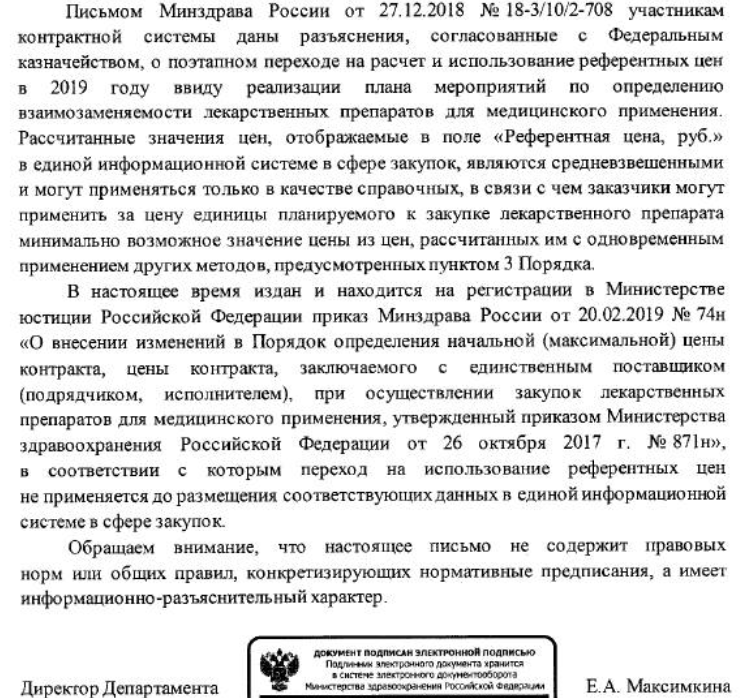 Письмом Минздрава России от 27.12.2018 № 18-3/10/2-708 участникам
контрактной системы даны разъяснения, согласованные с Федеральным
казначейством, о поэтапном переходе на расчет и использование референтных цен
в 2019 году ввиду реализации плана мероприятий по определению
взаимозаменяемости лекарственных препаратов для медицинского применения.
Рассчитанные значения цен, отображаемые в поле «Референтная цена, руб.»
в единой информационной системе в сфере закупок, являются средневзвешенными
и могут применяться только в качестве справочных, в связи с чем заказчики могут
применить за цену единицы планируемого к закупке лекарственного препарата
минимально возможное значение цены из цен, рассчитанных им с одновременным
применением других методов, предусмотренных пунктом 3 Порядка.
В настоящее время издан и находится на регистрации в Министерстве
юстиции Российской Федерации приказ Минздрава России от 20.02.2019 № 74н
«О внесении изменений в Порядок определения начальной (максимальной) цены
контракта, цены контракта, заключаемого с единственным поставщиком
(подрядчиком, исполнителем), при осуществлении закупок лекарственных
препаратов для медицинского применения, утвержденный приказом Министерства
здравоохранения Российской Федерации от 26 октября 2017 г. № 871н»,
в соответствии с которым переход на использование референтных цен
не применяется до размещения соответствующих данных в единой информационной
системе в сфере закупок.
Обращаем внимание, что настоящее письмо не содержит правовых
норм или общих правил, конкретизирующих нормативные предписания, а имеет
информационно-разъяснительный характер.
ДОКУМЕНТ ПОДПИСАН ЭЛЕКТРОННОЙ ПОДПИСЬЮ
Подлинник электронного документа хранится
в системе электронного документооборота
Министерства здравоохранения Российской Федерации
Директор Департамента
Е.А. Максимкина